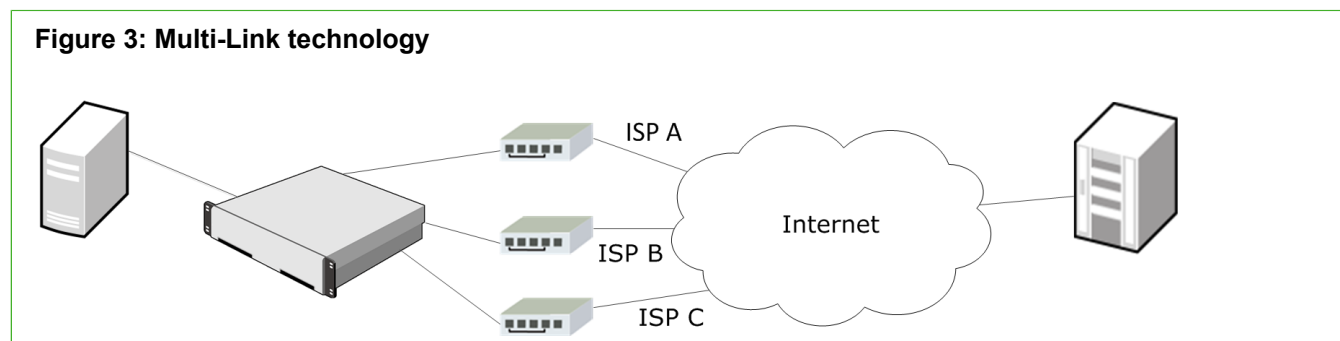 Figure 3: Multi-Link technology
ISP A
Internet
ISP B
ISP C